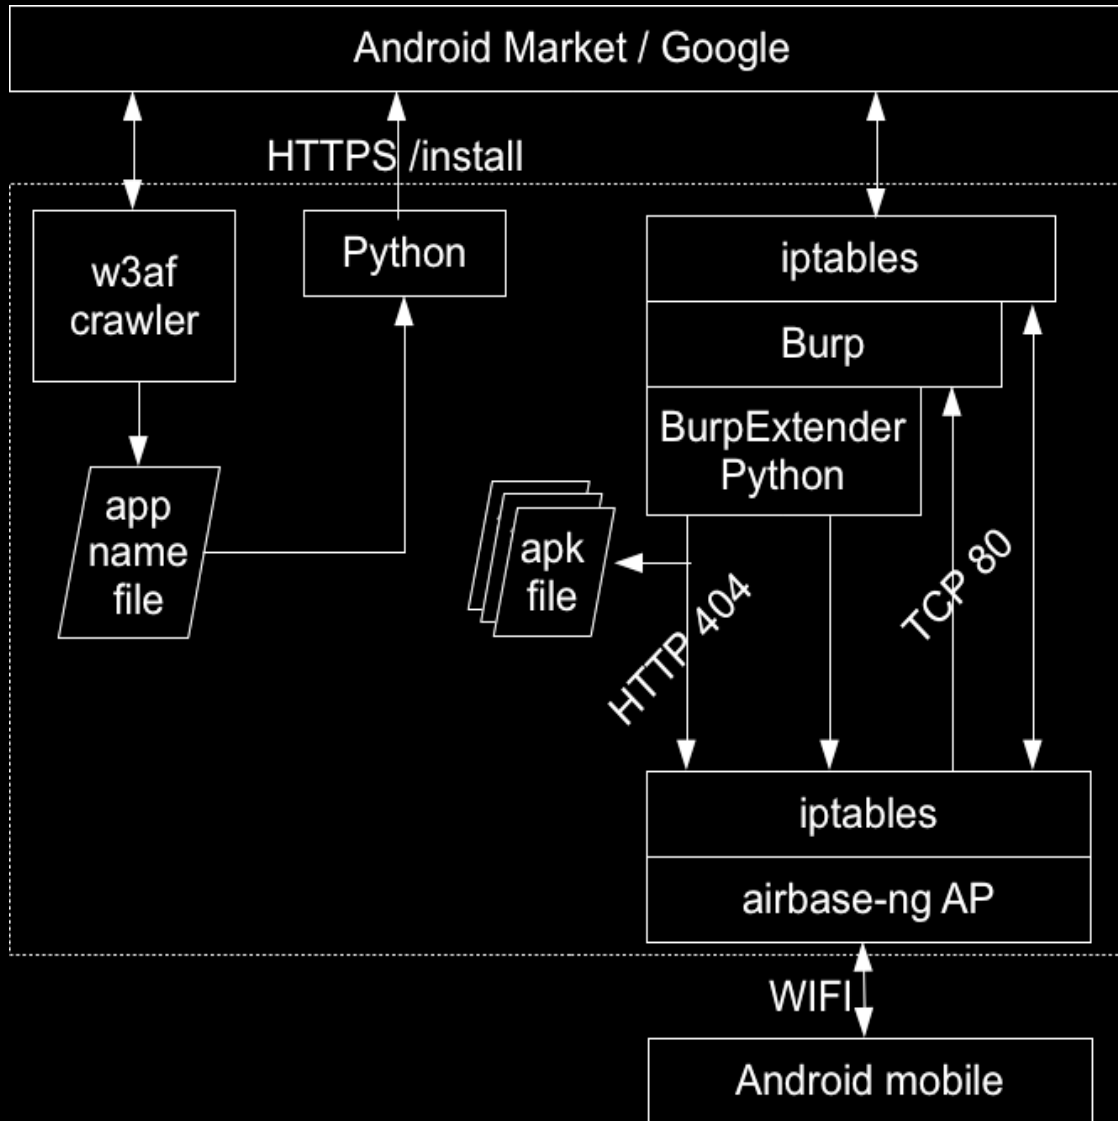 Android Market / Google
HTTPS /install
w3af
crawler
Python
iptables
Burp
BurpExtender
Python
app
name
file
apk
file
HTTP 404
TCP 80
iptables
airbase-ng AP
WIFI
Android mobile